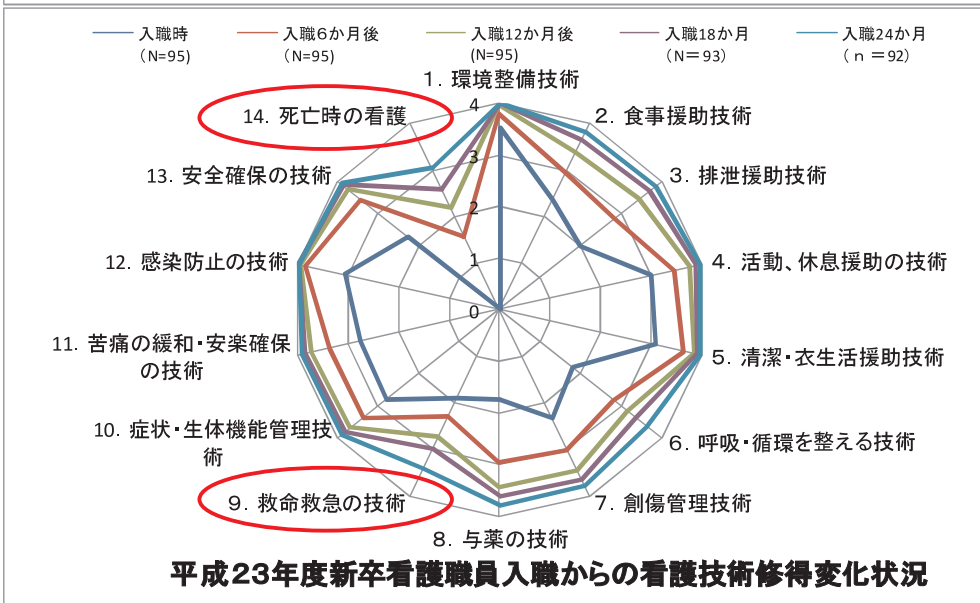 入職時 入職6か月後 入職12か月後 入職18か月 入職24か月
（N=95) （N=95) (N=95) （N＝93） （ｎ＝92）
1．環境整備技術
2．食事援助技術
3．排泄援助技術
4．活動、休息援助の技術
5．清潔・衣生活援助技術
6．呼吸・循環を整える技術
7．創傷管理技術
8．与薬の技術
9．救命救急の技術
10．症状・生体機能管理技
術
11．苦痛の緩和・安楽確保
の技術
12．感染防止の技術
13．安全確保の技術
14．死亡時の看護
4
3
2
1
0
平成23年度新卒看護職員入職からの看護技術修得変化状況